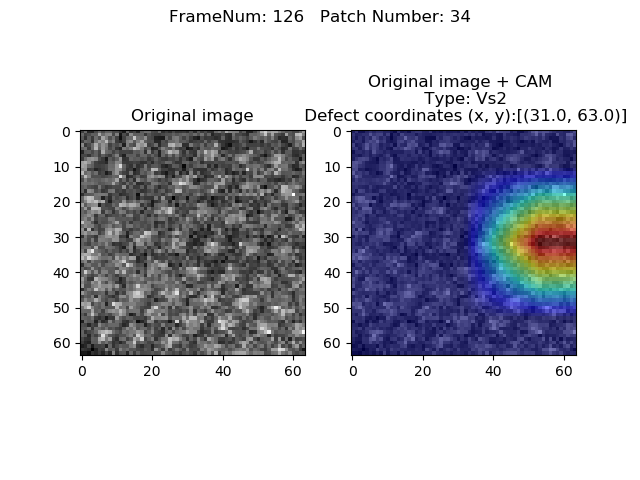 FrameNum: 126   Patch Number: 34
Original image
Original image + CAM
Type: Vs2
Defect coordinates (x, y):[(31.0, 63.0)]
0
10
20
30
40
50
60
0 20 40 60
0
10
20
30
40
50
60
0 20 40 60